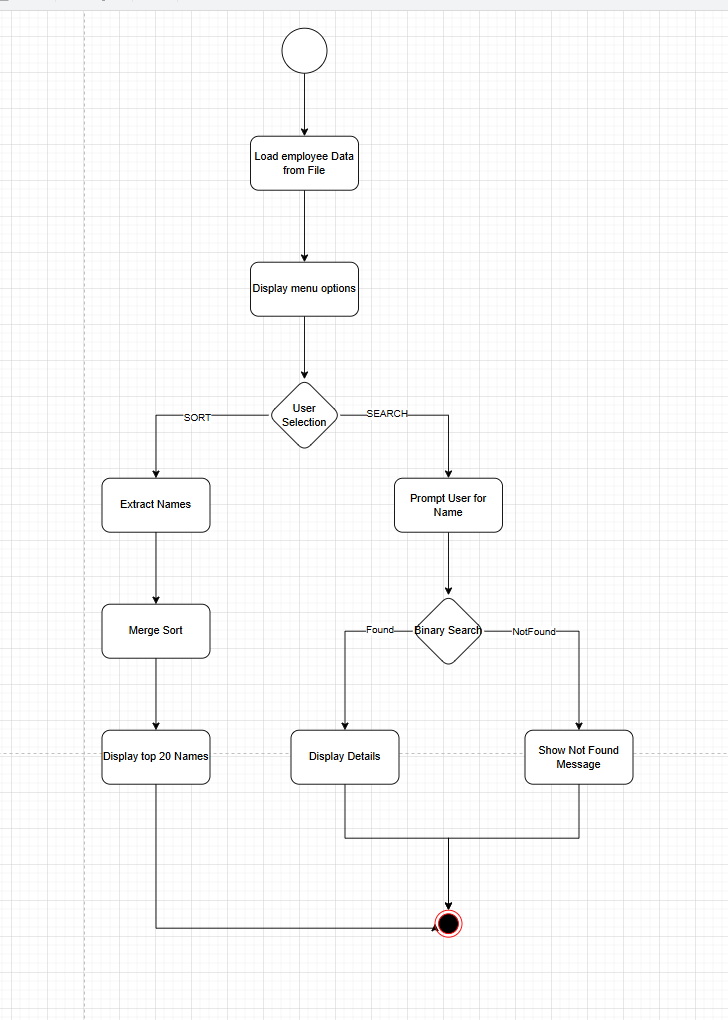 Load employee Data
from File
Display menu options
User
Selection
SORT
SEARCH
Extract Names
Prompt User for
Name
Merge Sort
Found
Binary Search
NotFound
Display top 20 Names
Display Details
Show Not Found
Message